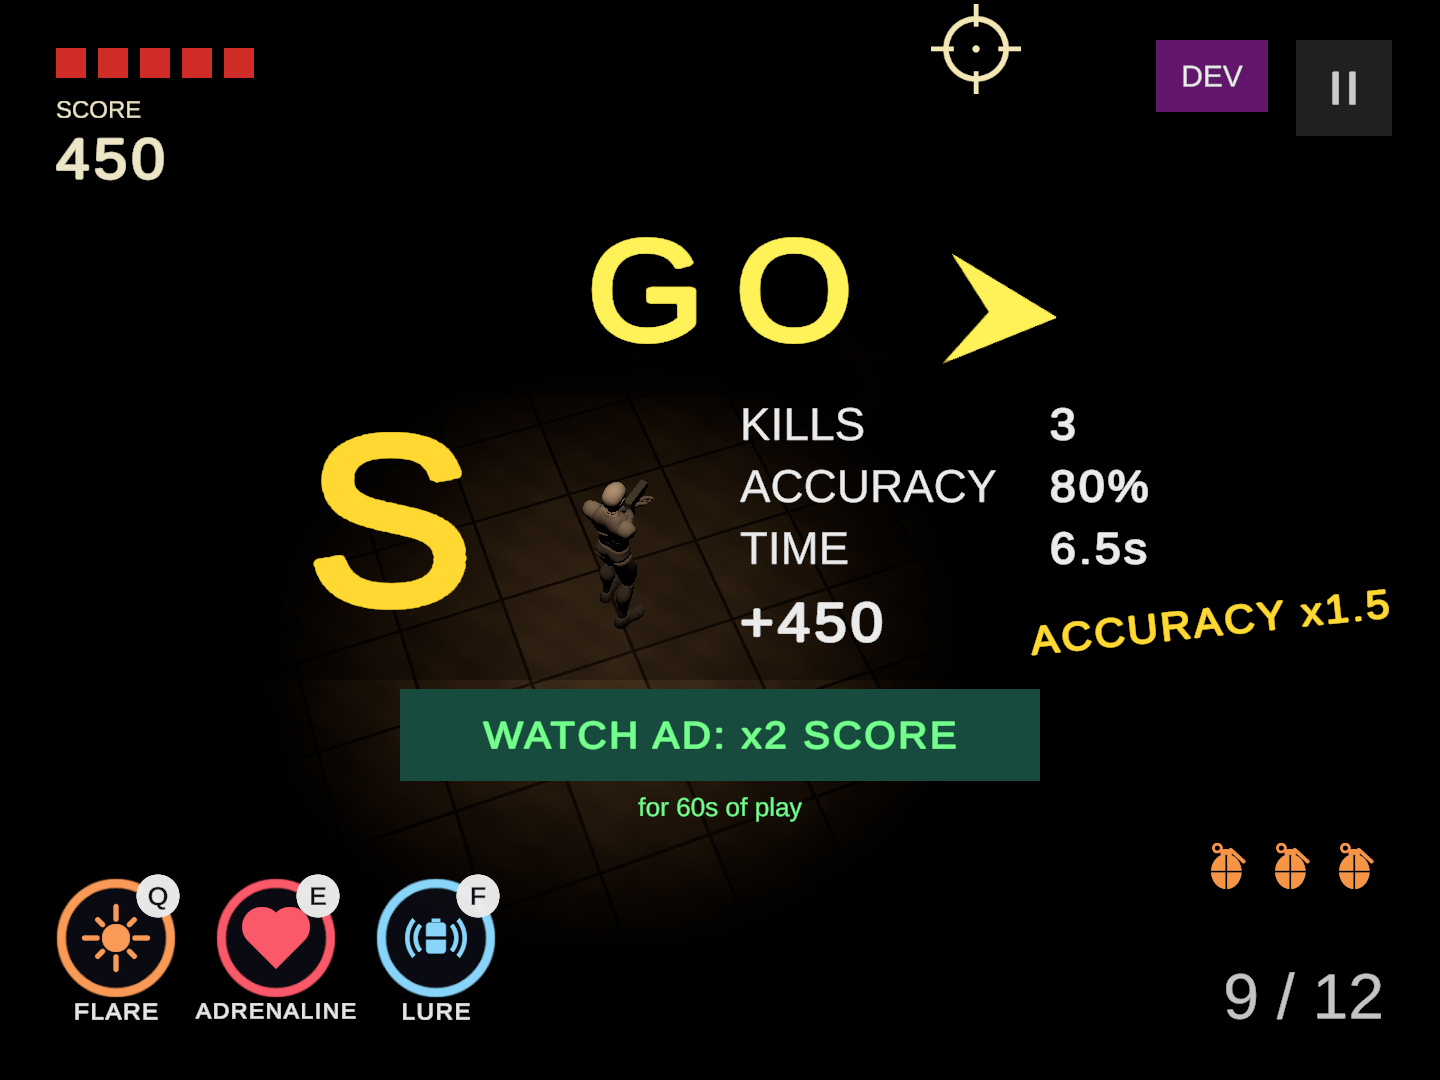 SCORE
450
DEV
GO
S
KILLS 3
ACCURACY 80%
TIME 6.5s
+450
ACCURACY x1.5
WATCH AD: x2 SCORE
for 60s of play
Q
E
F
FLARE
ADRENALINE
LURE
9 / 12